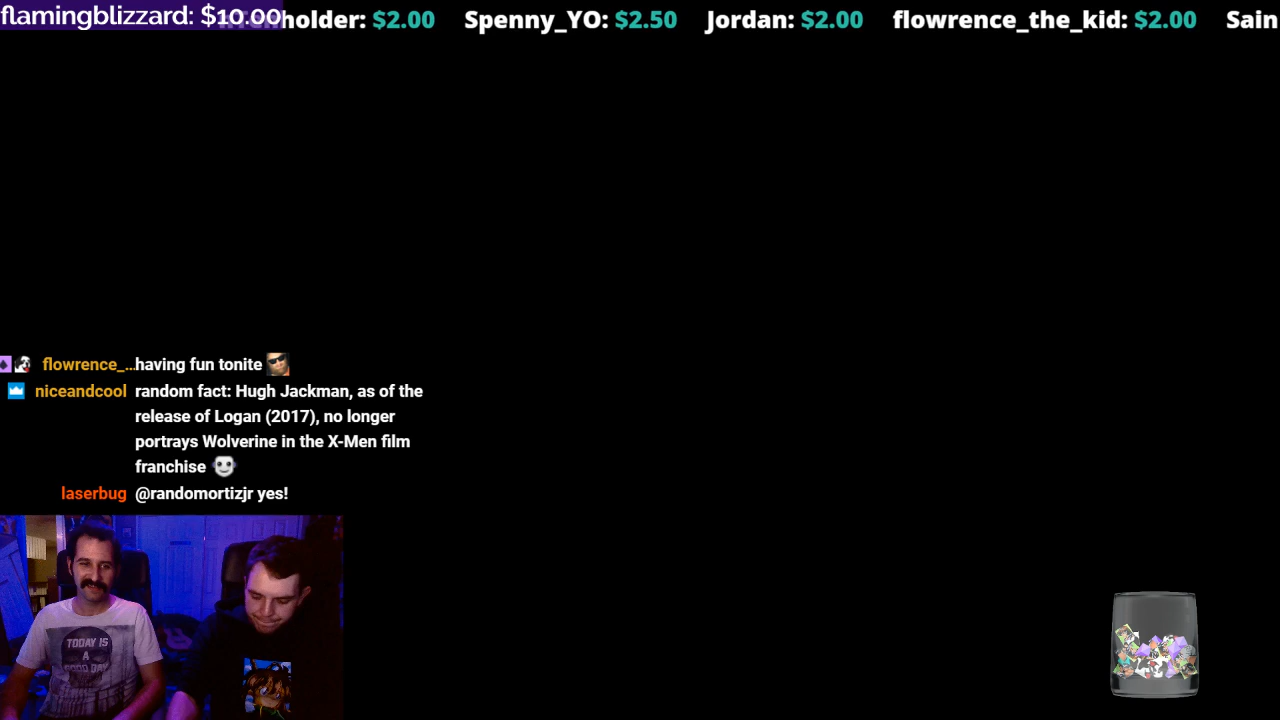 flamingblizzard: $10.00
holder: $2.00 Spenny_YO: $2.50 Jordan: $2.00 flowrence_the_kid: $2.00 Sain
flowrence_... having fun tonite
niceandcool random fact: Hugh Jackman, as of the
release of Logan (2017), no longer
portrays Wolverine in the X-Men film
franchise
laserbug @randomortizjr yes!
TODAY IS
A
GOOD DAY